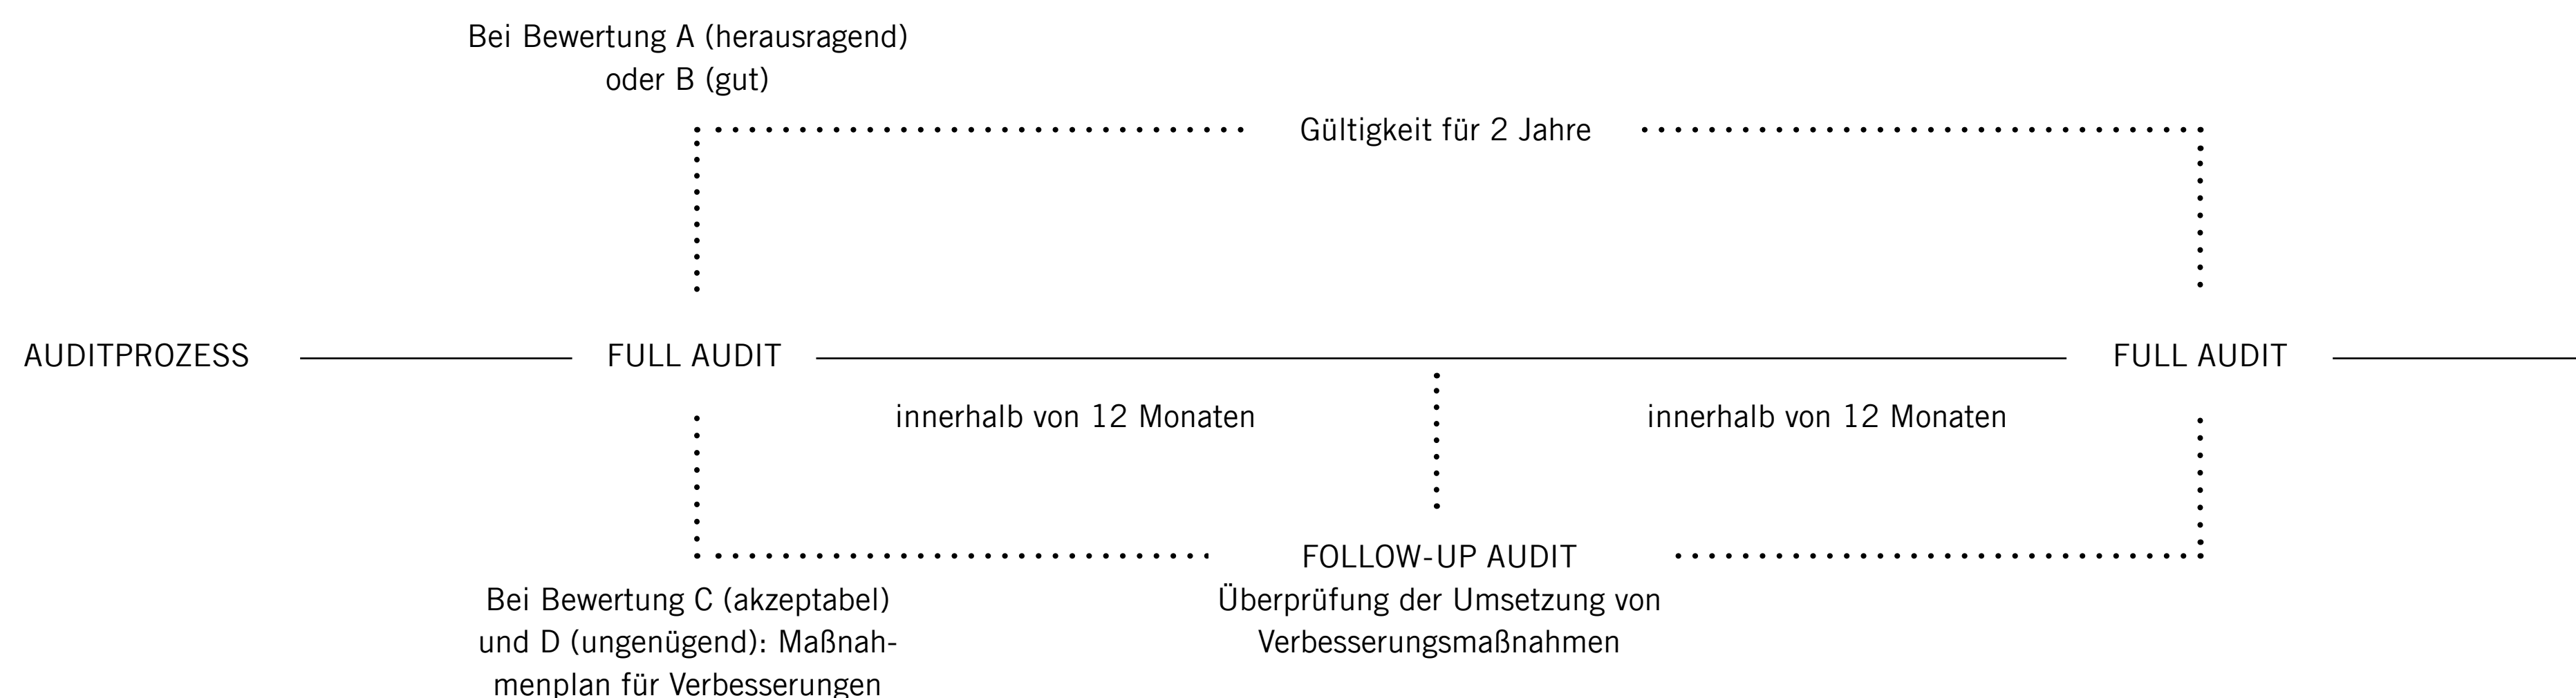 Bei Bewertung A (herausragend)
oder B (gut)
Gültigkeit für 2 Jahre
AUDITPROZESS
FULL AUDIT
FULL AUDIT
innerhalb von 12 Monaten
innerhalb von 12 Monaten
FOLLOW-UP AUDIT
Überprüfung der Umsetzung von
Verbesserungsmaßnahmen
Bei Bewertung C (akzeptabel)
und D (ungenügend): Maßnah-
menplan für Verbesserungen